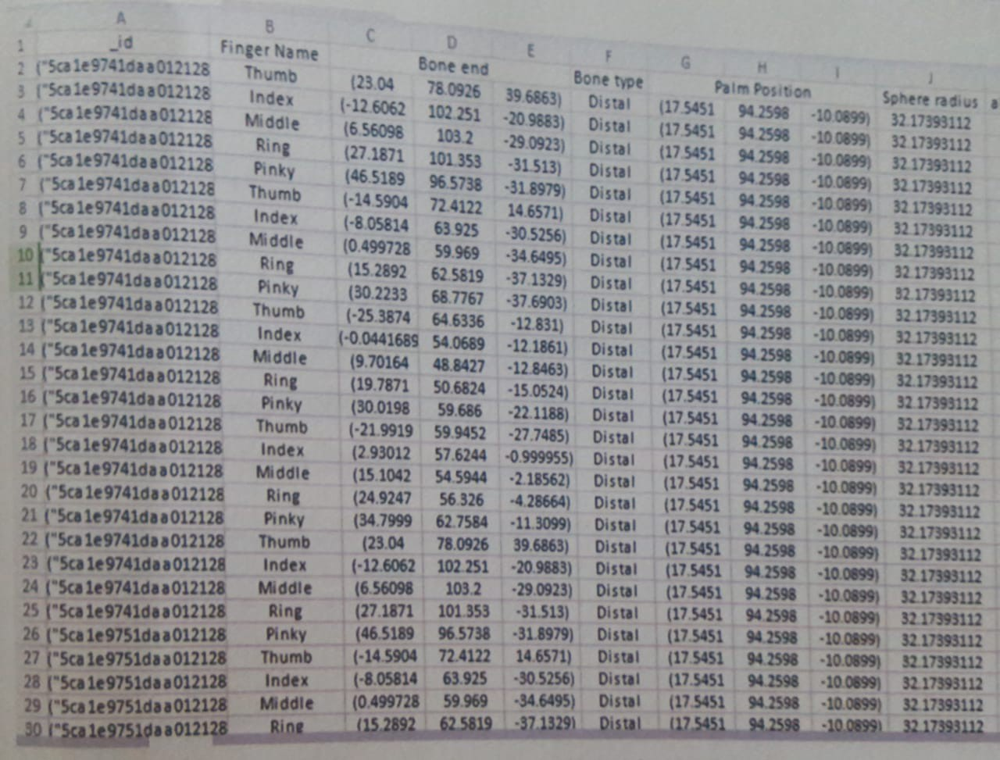 A B C D E F G H I J
1 _id Finger Name Bone end Bone type Palm Position Sphere radius a
2 ("5ca1e9741daa012128 Thumb (23.04 78.0926 39.6863) Distal (17.5451 94.2598 -10.0899) 32.17393112
3 ("5ca1e9741daa012128 Index (-12.6062 102.251 -20.9883) Distal (17.5451 94.2598 -10.0899) 32.17393112
4 ("5ca1e9741daa012128 Middle (6.56098 103.2 -29.0923) Distal (17.5451 94.2598 -10.0899) 32.17393112
5 ("5ca1e9741daa012128 Ring (27.1871 101.353 -31.513) Distal (17.5451 94.2598 -10.0899) 32.17393112
6 ("5ca1e9741daa012128 Pinky (46.5189 96.5738 -31.8979) Distal (17.5451 94.2598 -10.0899) 32.17393112
7 ("5ca1e9741daa012128 Thumb (-14.5904 72.4122 14.6571) Distal (17.5451 94.2598 -10.0899) 32.17393112
8 ("5ca1e9741daa012128 Index (-8.05814 63.925 -30.5256) Distal (17.5451 94.2598 -10.0899) 32.17393112
9 ("5ca1e9741daa012128 Middle (0.499728 59.969 -34.6495) Distal (17.5451 94.2598 -10.0899) 32.17393112
10 ("5ca1e9741daa012128 Ring (15.2892 62.5819 -37.1329) Distal (17.5451 94.2598 -10.0899) 32.17393112
11 ("5ca1e9741daa012128 Pinky (30.2233 68.7767 -37.6903) Distal (17.5451 94.2598 -10.0899) 32.17393112
12 ("5ca1e9741daa012128 Thumb (-25.3874 64.6336 -12.831) Distal (17.5451 94.2598 -10.0899) 32.17393112
13 ("5ca1e9741daa012128 Index (-0.0441689 54.0689 -12.1861) Distal (17.5451 94.2598 -10.0899) 32.17393112
14 ("5ca1e9741daa012128 Middle (9.70164 48.8427 -12.8463) Distal (17.5451 94.2598 -10.0899) 32.17393112
15 ("5ca1e9741daa012128 Ring (19.7871 50.6824 -15.0524) Distal (17.5451 94.2598 -10.0899) 32.17393112
16 ("5ca1e9741daa012128 Pinky (30.0198 59.686 -22.1188) Distal (17.5451 94.2598 -10.0899) 32.17393112
17 ("5ca1e9741daa012128 Thumb (-21.9919 59.9452 -27.7485) Distal (17.5451 94.2598 -10.0899) 32.17393112
18 ("5ca1e9741daa012128 Index (2.93012 57.6244 -0.999955) Distal (17.5451 94.2598 -10.0899) 32.17393112
19 ("5ca1e9741daa012128 Middle (15.1042 54.5944 -2.18562) Distal (17.5451 94.2598 -10.0899) 32.17393112
20 ("5ca1e9741daa012128 Ring (24.9247 56.326 -4.28664) Distal (17.5451 94.2598 -10.0899) 32.17393112
21 ("5ca1e9741daa012128 Pinky (34.7999 62.7584 -11.3099) Distal (17.5451 94.2598 -10.0899) 32.17393112
22 ("5ca1e9741daa012128 Thumb (23.04 78.0926 39.6863) Distal (17.5451 94.2598 -10.0899) 32.17393112
23 ("5ca1e9741daa012128 Index (-12.6062 102.251 -20.9883) Distal (17.5451 94.2598 -10.0899) 32.17393112
24 ("5ca1e9741daa012128 Middle (6.56098 103.2 -29.0923) Distal (17.5451 94.2598 -10.0899) 32.17393112
25 ("5ca1e9741daa012128 Ring (27.1871 101.353 -31.513) Distal (17.5451 94.2598 -10.0899) 32.17393112
26 ("5ca1e9751daa012128 Pinky (46.5189 96.5738 -31.8979) Distal (17.5451 94.2598 -10.0899) 32.17393112
27 ("5ca1e9751daa012128 Thumb (-14.5904 72.4122 14.6571) Distal (17.5451 94.2598 -10.0899) 32.17393112
28 ("5ca1e9751daa012128 Index (-8.05814 63.925 -30.5256) Distal (17.5451 94.2598 -10.0899) 32.17393112
29 ("5ca1e9751daa012128 Middle (0.499728 59.969 -34.6495) Distal (17.5451 94.2598 -10.0899) 32.17393112
30 ("5ca1e9751daa012128 Ring (15.2892 62.5819 -37.1329) Distal (17.5451 94.2598 -10.0899) 32.17393112